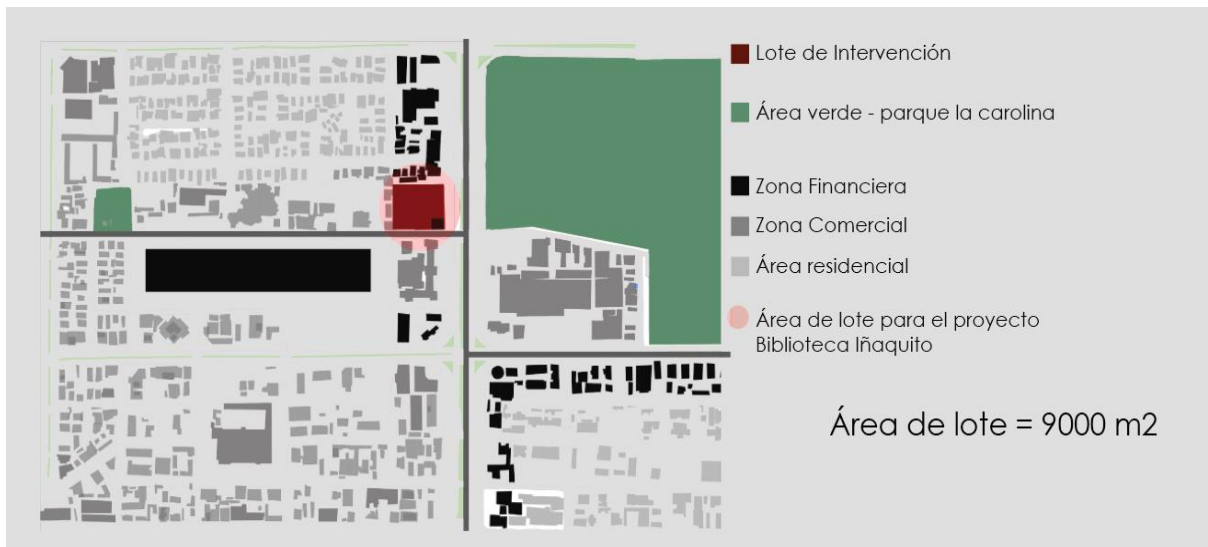 Lote de Intervención
Área verde - parque la carolina
Zona Financiera
Zona Comercial
Área residencial
Área de lote para el proyecto
Biblioteca Iñaquito
Área de lote = 9000 m2